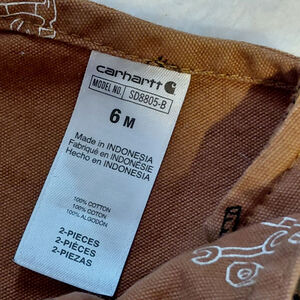 carhartt
MODEL NO. SD8805-B
6 M
Made in INDONESIA
Fabriqué en INDONÉSIE
Hecho en INDONESIA
100% COTTON
100% COTON
100% ALGODÓN
2-PIECES
2-PIÈCES
2-PIEZAS